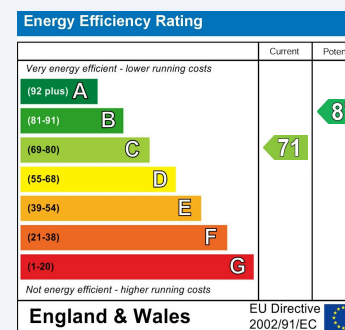 Energy Efficiency Rating
Current
Very energy efficient - lower running costs
(92 plus) A
(81-91) B
8
(69-80) C
71
(55-68) D
(39-54) E
(21-38) F
(1-20) G
Not energy efficient - higher running costs
England & Wales
EU Directive
2002/91/EC